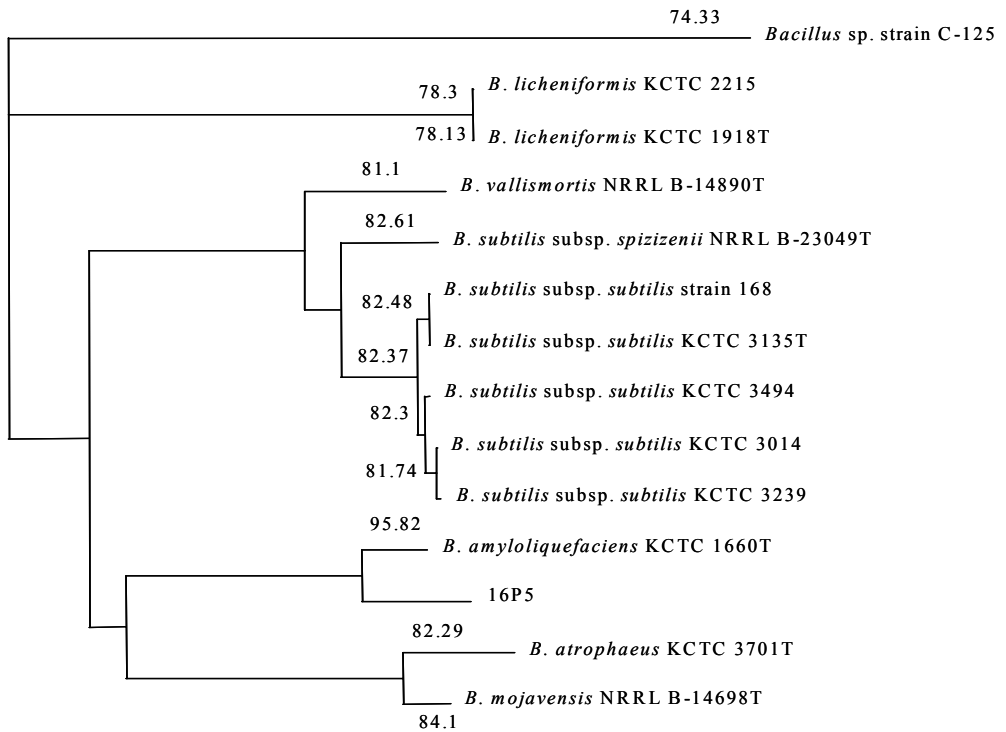 74.33
Bacillus sp. strain C-125
78.3
B. licheniformis KCTC 2215
78.13
B. licheniformis KCTC 1918T
81.1
B. vallismortis NRRL B-14890T
82.61
B. subtilis subsp. spizizenii NRRL B-23049T
82.48
B. subtilis subsp. subtilis strain 168
B. subtilis subsp. subtilis KCTC 3135T
82.37
B. subtilis subsp. subtilis KCTC 3494
82.3
B. subtilis subsp. subtilis KCTC 3014
81.74
B. subtilis subsp. subtilis KCTC 3239
95.82
B. amyloliquefaciens KCTC 1660T
16P5
82.29
B. atrophaeus KCTC 3701T
B. mojavensis NRRL B-14698T
84.1